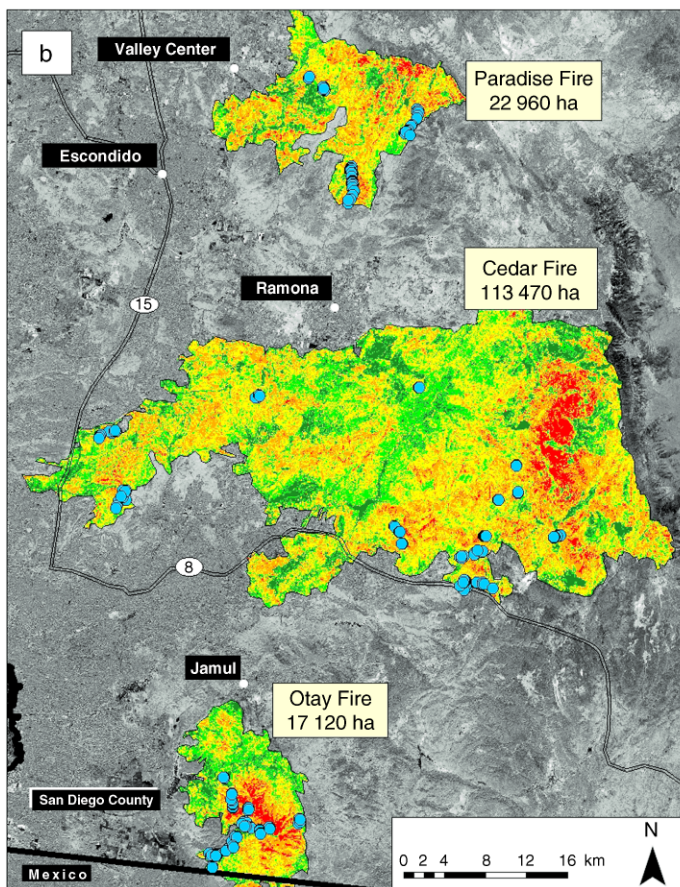 b
Valley Center
Paradise Fire
22 960 ha
Escondido
Cedar Fire
113 470 ha
Ramona
15
8
Jamul
Otay Fire
17 120 ha
San Diego County
N
0 2 4 8 12 16 km
Mexico